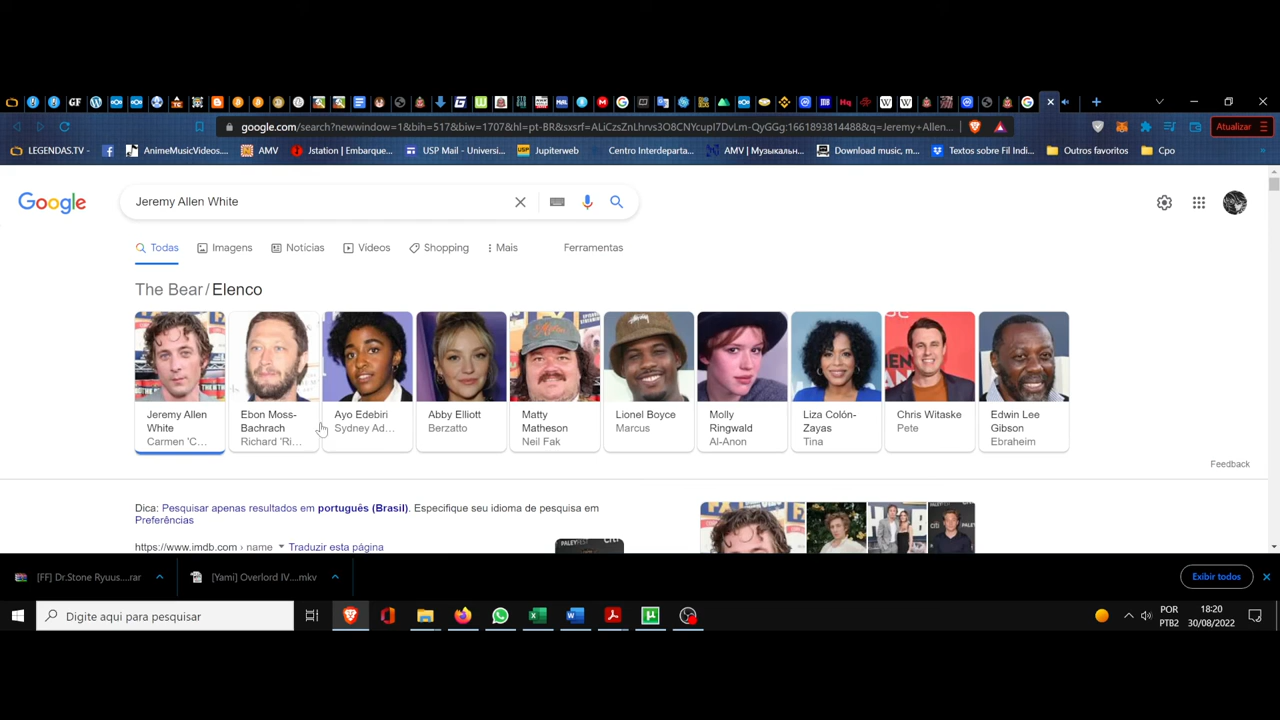 google.com/search?newwindow=1&bih=517&biw=1707&hl=pt-BR&sxsrf=ALiCzsZnLhrvs3O8CNYcupI7DvLm-QyGGg:1661893814488&q=Jeremy+Allen...
Atualizar
LEGENDAS.TV -
AnimeMusicVideos...
AMV
Jstation | Embarque...
USP Mail - Universi...
Jupiterweb
Centro Interdeparta...
AMV | Музыкальн...
Download music, m...
Textos sobre Fil Indi...
Outros favoritos
Cpo
Google
Jeremy Allen White
Todas
Imagens
Notícias
Vídeos
Shopping
Mais
Ferramentas
The Bear / Elenco
Jeremy Allen
White
Carmen 'C...
Ebon Moss-
Bachrach
Richard 'Ri...
Ayo Edebiri
Sydney Ad...
Abby Elliott
Berzatto
Matty
Matheson
Neil Fak
Lionel Boyce
Marcus
Molly
Ringwald
Al-Anon
Liza Colón-
Zayas
Tina
Chris Witaske
Pete
Edwin Lee
Gibson
Ebraheim
Feedback
Dica: Pesquisar apenas resultados em português (Brasil). Especifique seu idioma de pesquisa em
Preferências
https://www.imdb.com › name
Traduzir esta página
[FF] Dr.Stone Ryuus....rar
[Yami] Overlord IV....mkv
Exibir todos
Digite aqui para pesquisar
POR
PTB2
18:20
30/08/2022